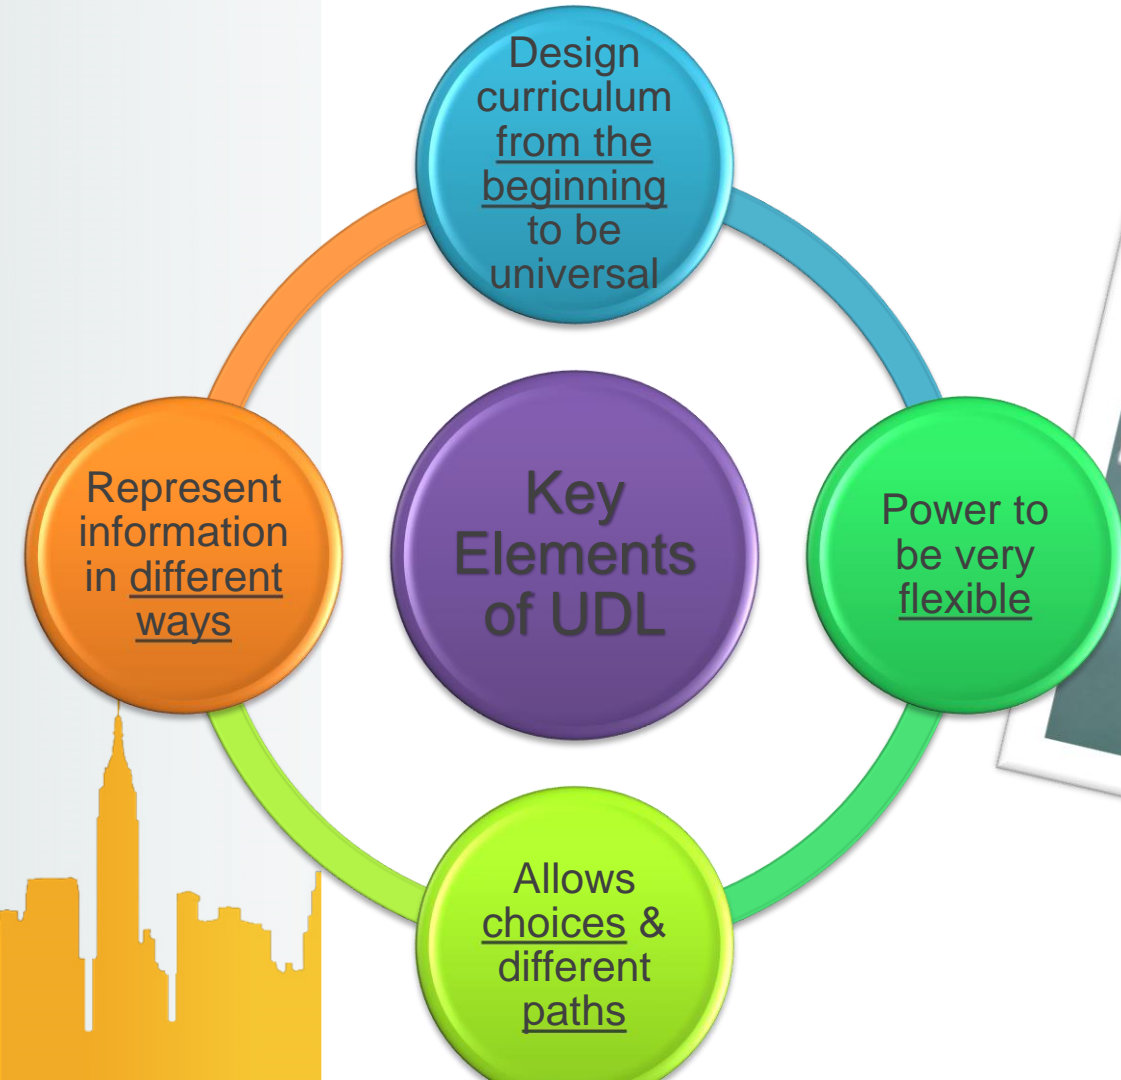 Design
curriculum
from the
beginning
to be
universal
Represent
information
in different
ways
Key
Elements
of UDL
Power to
be very
flexible
Allows
choices &
different
paths